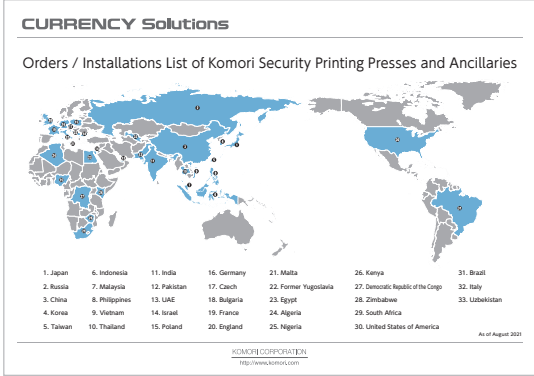 CURRENCY Solutions
Orders / Installations List of Komori Security Printing Presses and Ancillaries
1. Japan
2. Russia
3. China
4. Korea
5. Taiwan
6. Indonesia
7. Malaysia
8. Philippines
9. Vietnam
10. Thailand
11. India
12. Pakistan
13. UAE
14. Israel
15. Poland
16. Germany
17. Czech
18. Bulgaria
19. France
20. England
21. Malta
22. Former Yugoslavia
23. Egypt
24. Algeria
25. Nigeria
26. Kenya
27. Democratic Republic of the Congo
28. Zimbabwe
29. South Africa
30. United States of America
31. Brazil
32. Italy
33. Uzbekistan
As of August 2021
KOMORI CORPORATION
http://www.komori.com